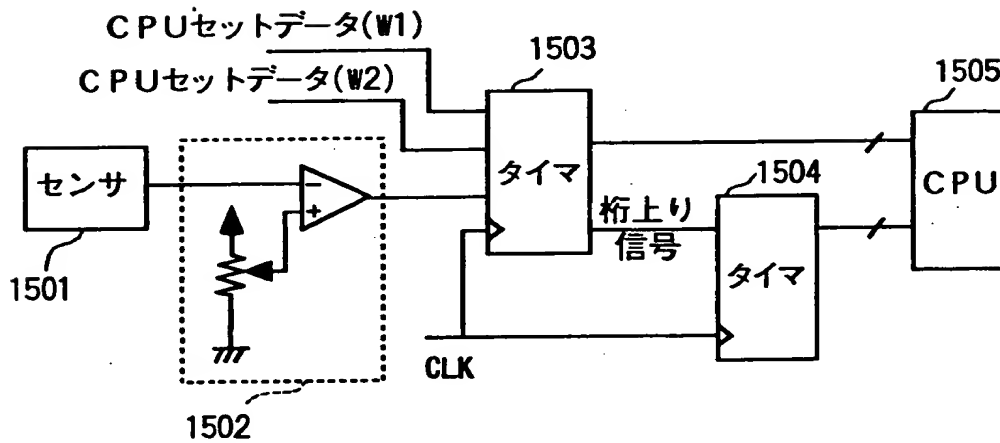 CPUセットデータ(W1)
CPUセットデータ(W2)
1503
1505
センサ
−
+
タイマ
1504
CPU
桁上り
信号
タイマ
1501
CLK
1502